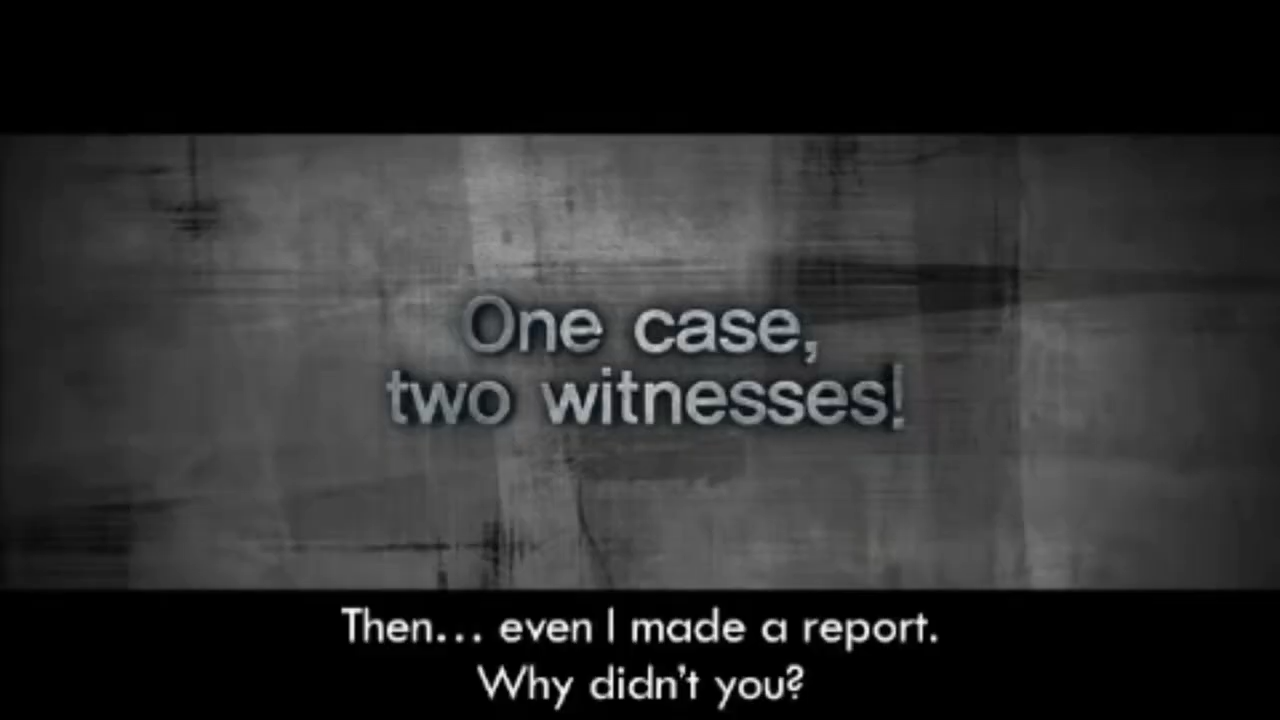 One case,
two witnesses!
Then... even I made a report.
Why didn't you?